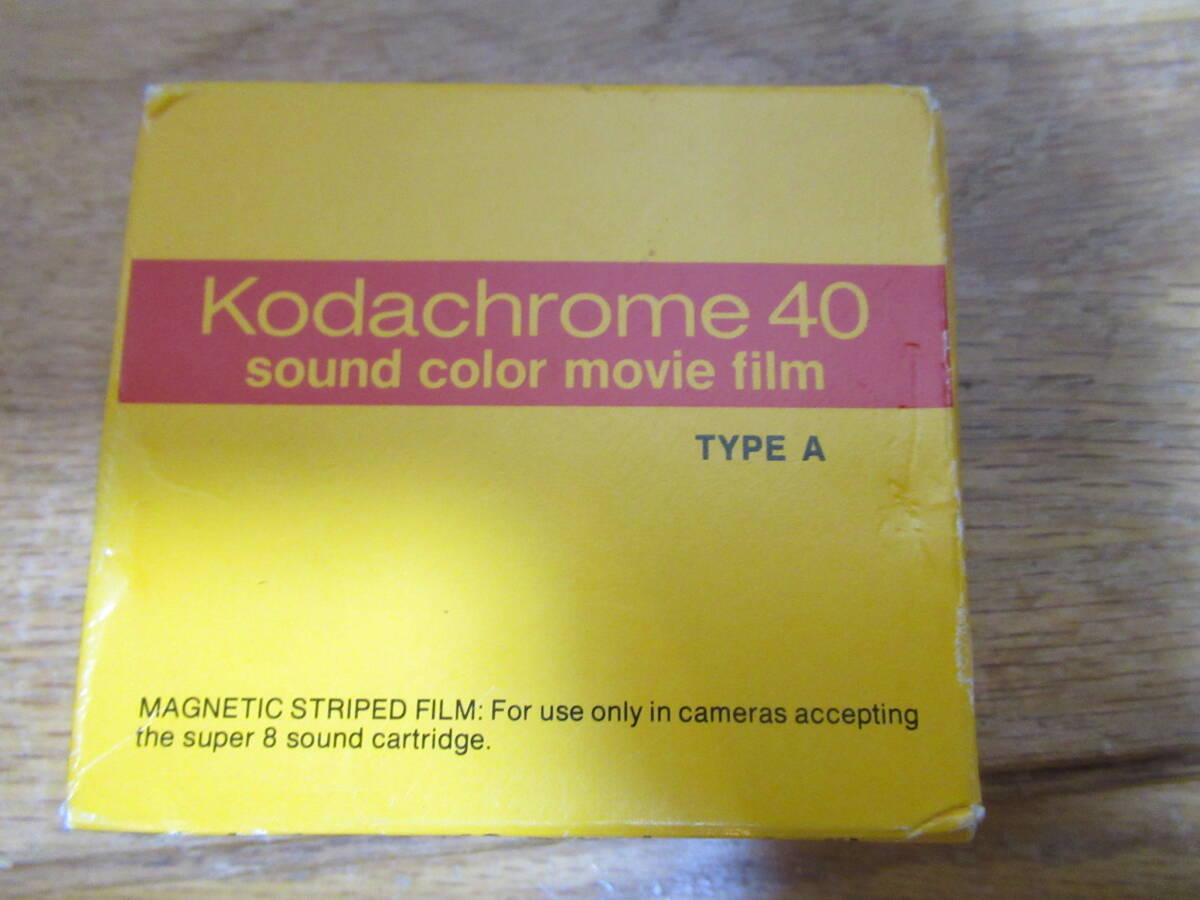 Kodachrome 40
sound color movie film
TYPE A
MAGNETIC STRIPED FILM: For use only in cameras accepting
the super 8 sound cartridge.